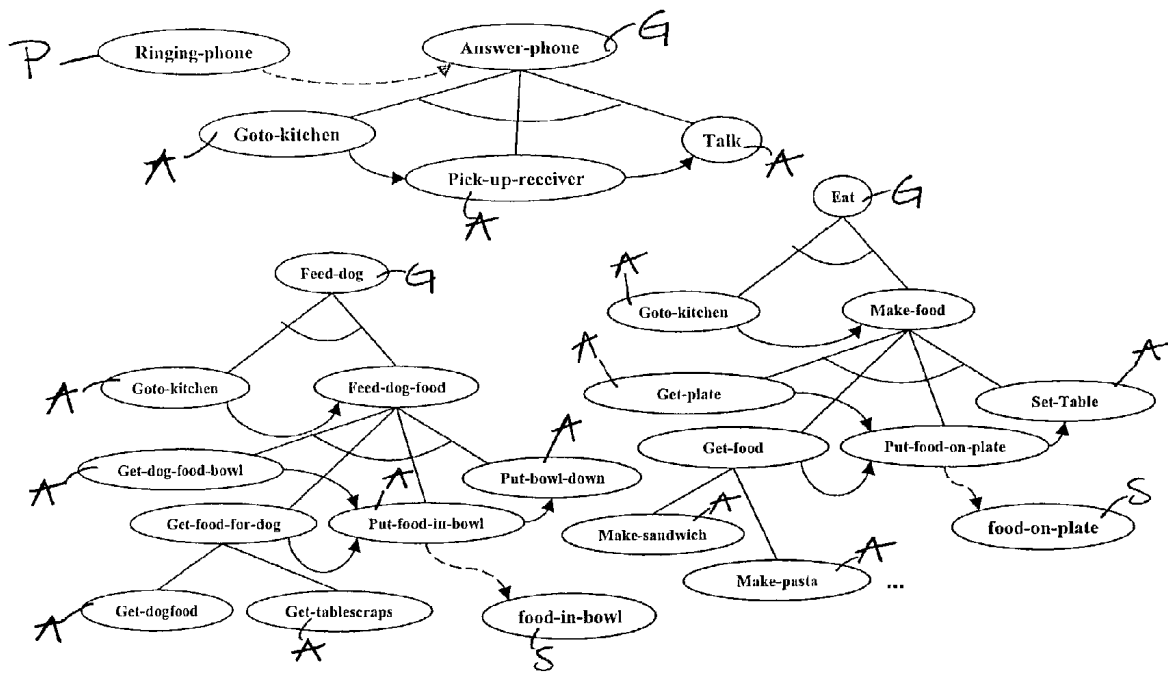 P Ringing-phone Answer-phone G
Goto-kitchen Talk
A Pick-up-receiver A
A
Eat G
Feed-dog G A
Goto-kitchen Make-food
A A
A Goto-kitchen Feed-dog-food Get-plate Set-Table
A Get-food Put-food-on-plate
A Get-dog-food-bowl A Put-bowl-down
Get-food-for-dog Put-food-in-bowl A S
Make-sandwich food-on-plate
A
Make-pasta ...
A Get-dogfood Get-tablescraps food-in-bowl
A S